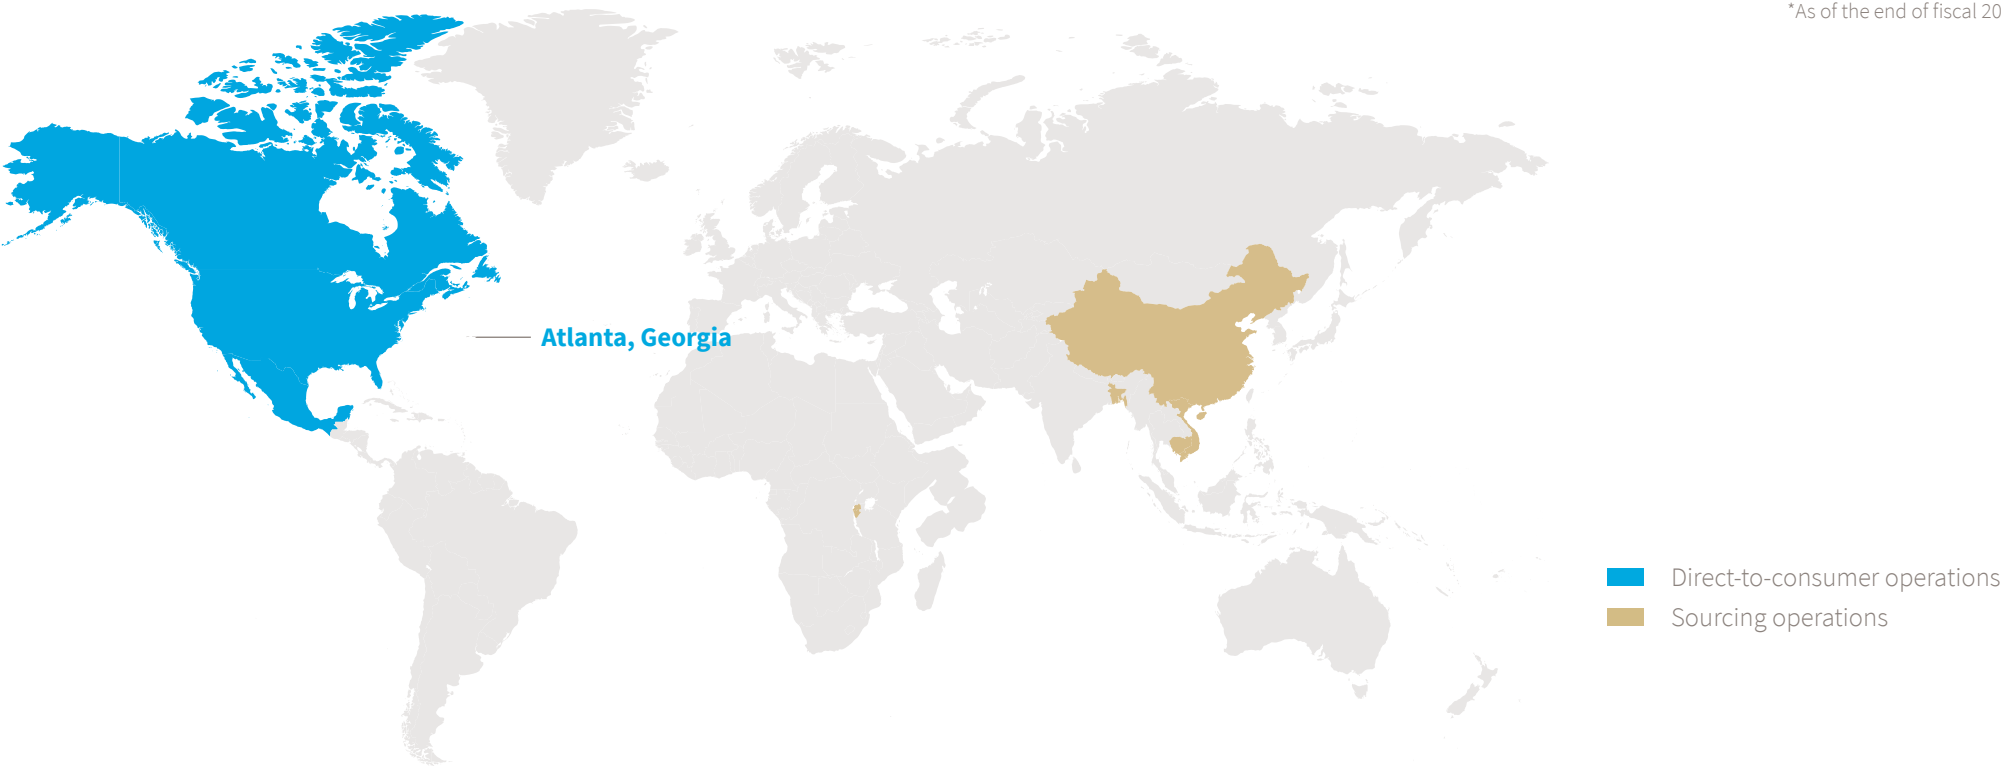 *As of the end of fiscal 20
Atlanta, Georgia
Direct-to-consumer operations
Sourcing operations